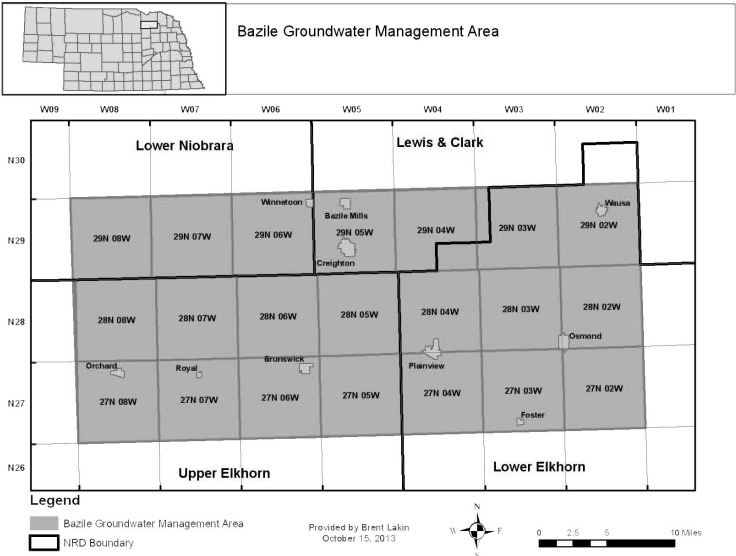 Bazile Groundwater Management Area
W09 W08 W07 W06 W05 W04 W03 W02 W01
N30
Lower Niobrara
Lewis & Clark
Winnetoon
Bazile Mills
Wausa
N29
29N 08W 29N 07W 29N 06W 29N 05W 29N 04W 29N 03W 29N 02W
Creighton
N28
28N 08W 28N 07W 28N 06W 28N 05W 28N 04W 28N 03W 28N 02W
Osmond
Orchard
Royal
Brunswick
Plainview
N27
27N 08W 27N 07W 27N 06W 27N 05W 27N 04W 27N 03W 27N 02W
Foster
N26
Upper Elkhorn
Lower Elkhorn
Legend
Bazile Groundwater Management Area
NRD Boundary
Provided by Brent Lakin
October 15, 2013
N
W E
S
0 2.5 5 10 Miles